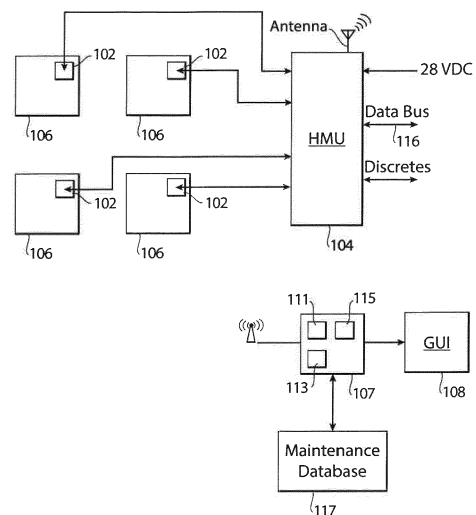 Antenna
102
102
28 VDC
106
106
HMU
Data Bus
116
102
102
Discretes
106
106
104
111
115
GUI
113
107
108
Maintenance
Database
117